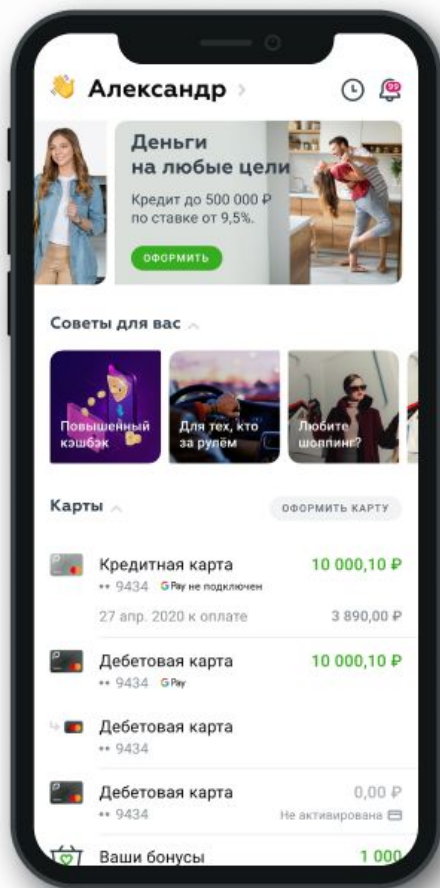 Александр
99
Деньги
на любые цели
Кредит до 500 000 ₽
по ставке от 9,5%.
ОФОРМИТЬ
Советы для вас
Повышенный
кэшбэк
Для тех, кто
за рулём
Любите
шоппинг?
Карты
ОФОРМИТЬ КАРТУ
Кредитная карта
10 000,10 ₽
•• 9434 G Pay не подключен
27 апр. 2020 к оплате
3 890,00 ₽
Дебетовая карта
10 000,10 ₽
•• 9434 G Pay
Дебетовая карта
•• 9434
Дебетовая карта
0,00 ₽
•• 9434
Не активирована
Ваши бонусы
1 000